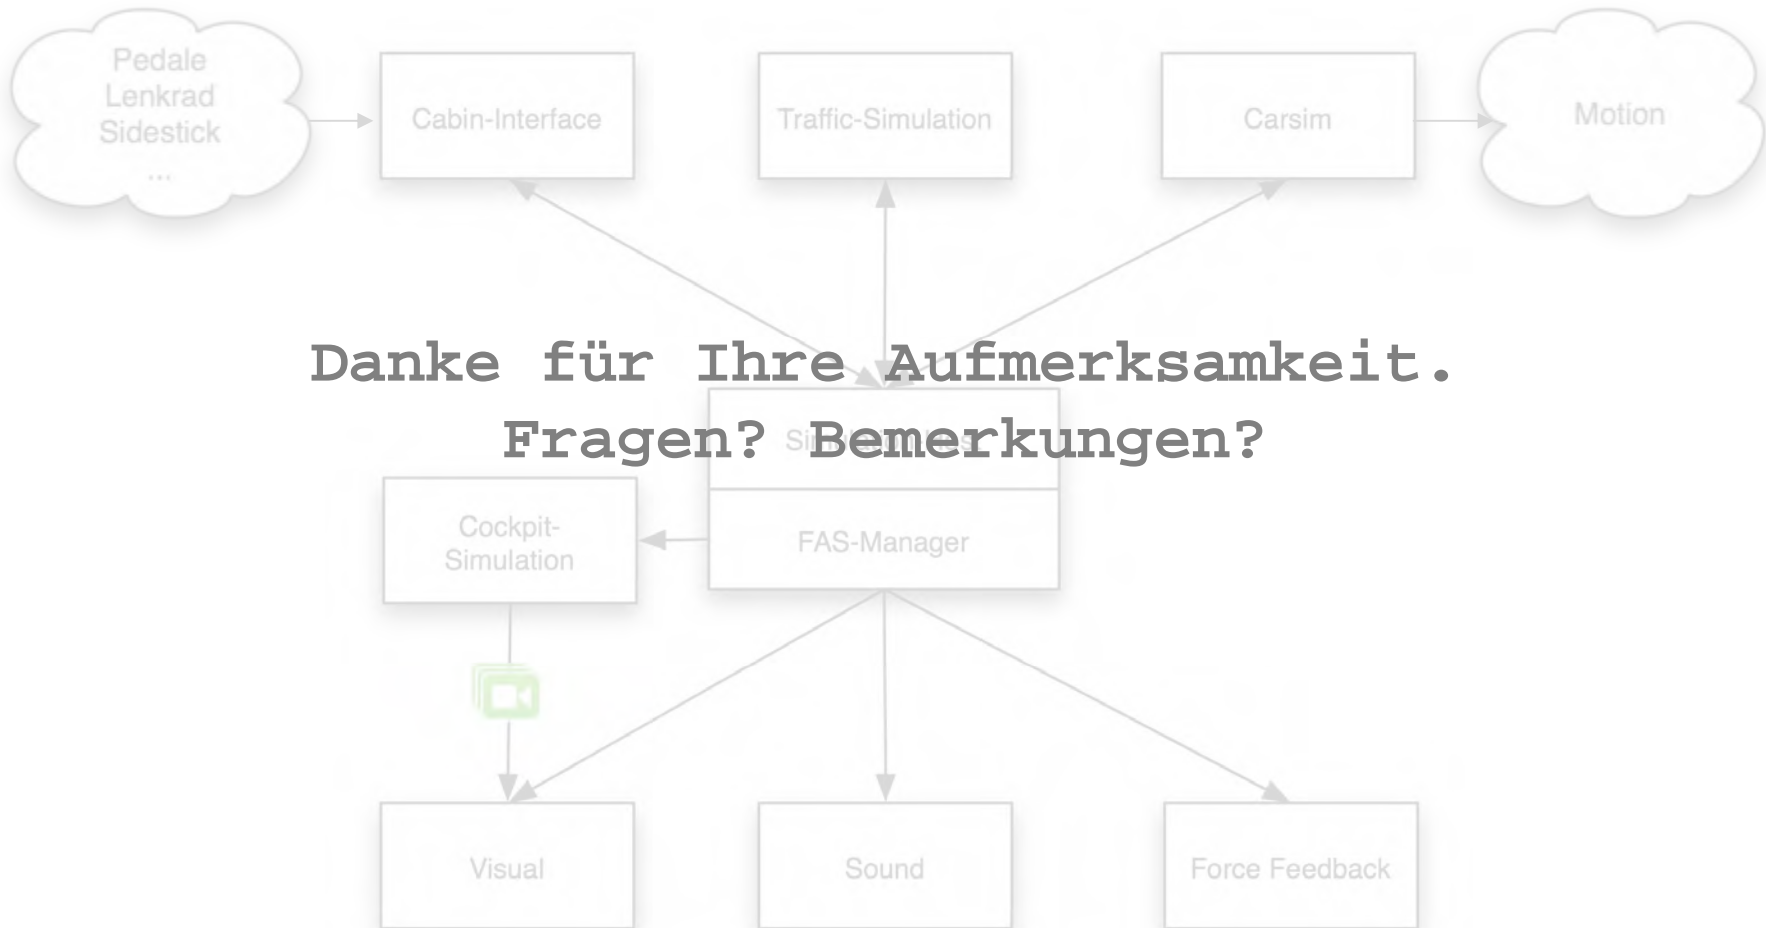 Pedale
Lenkrad
Sidestick
...
Cabin-Interface
Traffic-Simulation
Carsim
Motion
Danke für Ihre Aufmerksamkeit.
Fragen? Bemerkungen?
Cockpit-
Simulation
FAS-Manager
Visual
Sound
Force Feedback